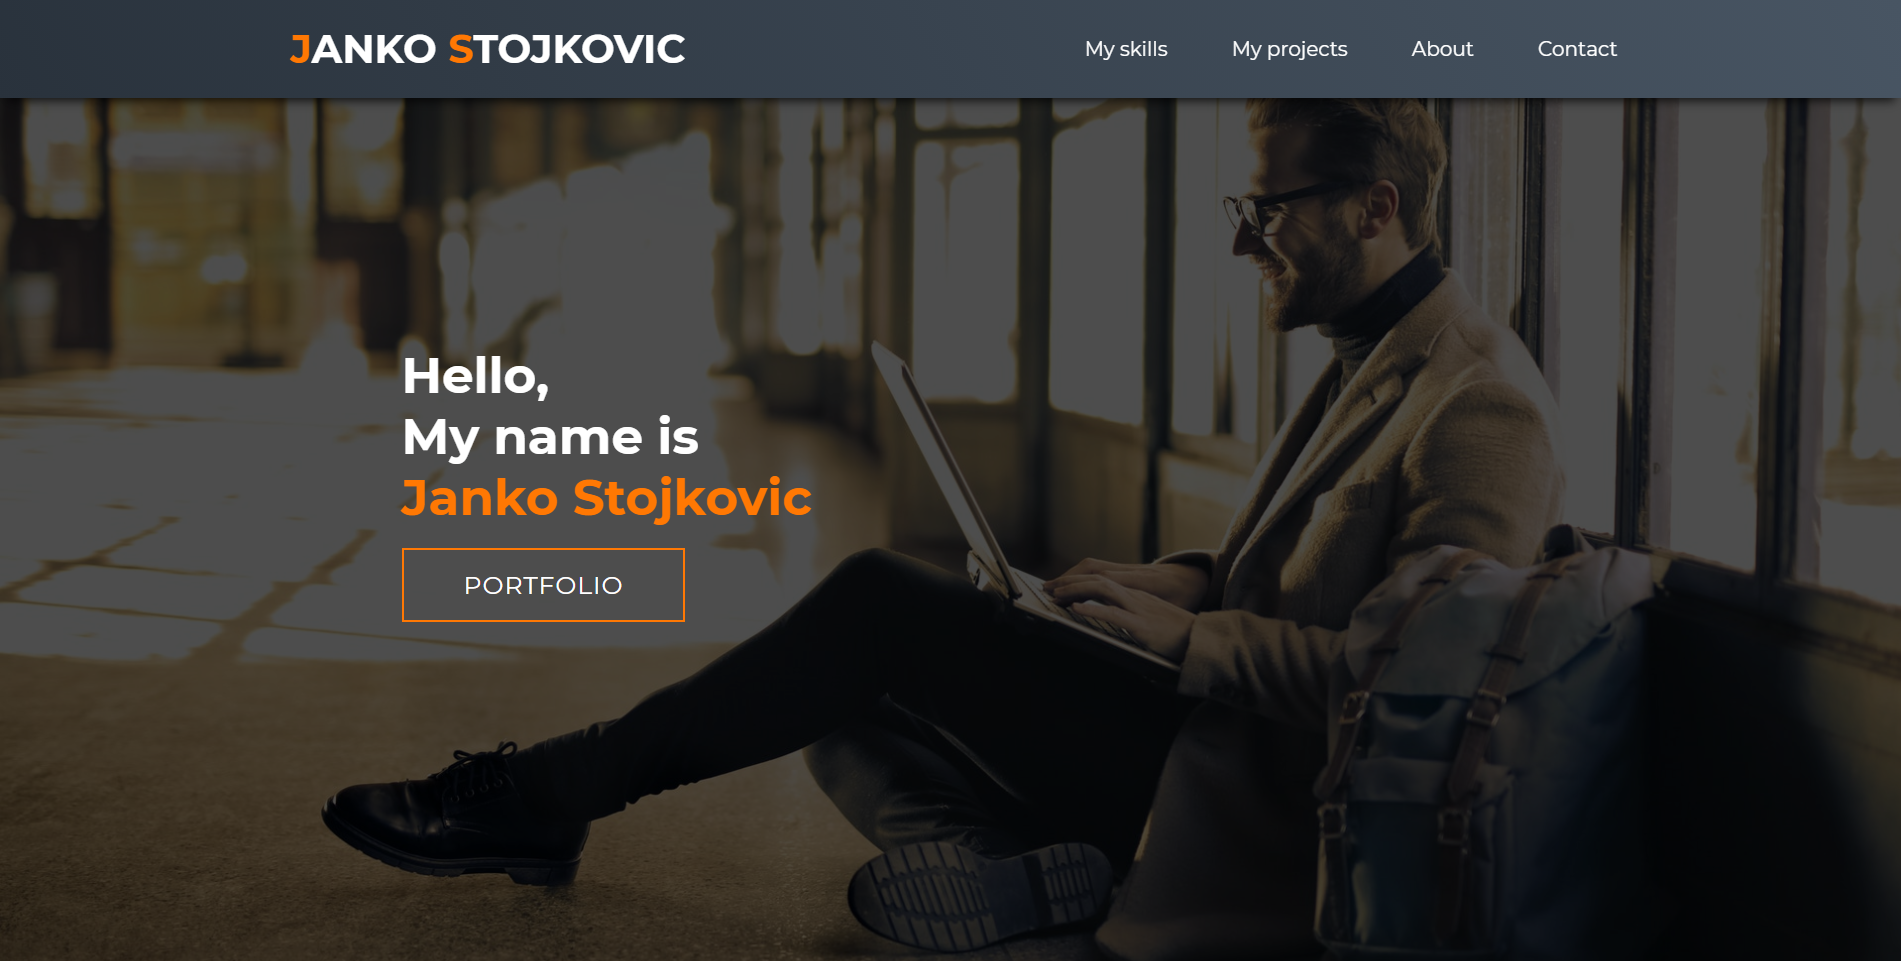 JANKO STOJKOVIC
My skills
My projects
About
Contact
Hello,
My name is
Janko Stojkovic
PORTFOLIO